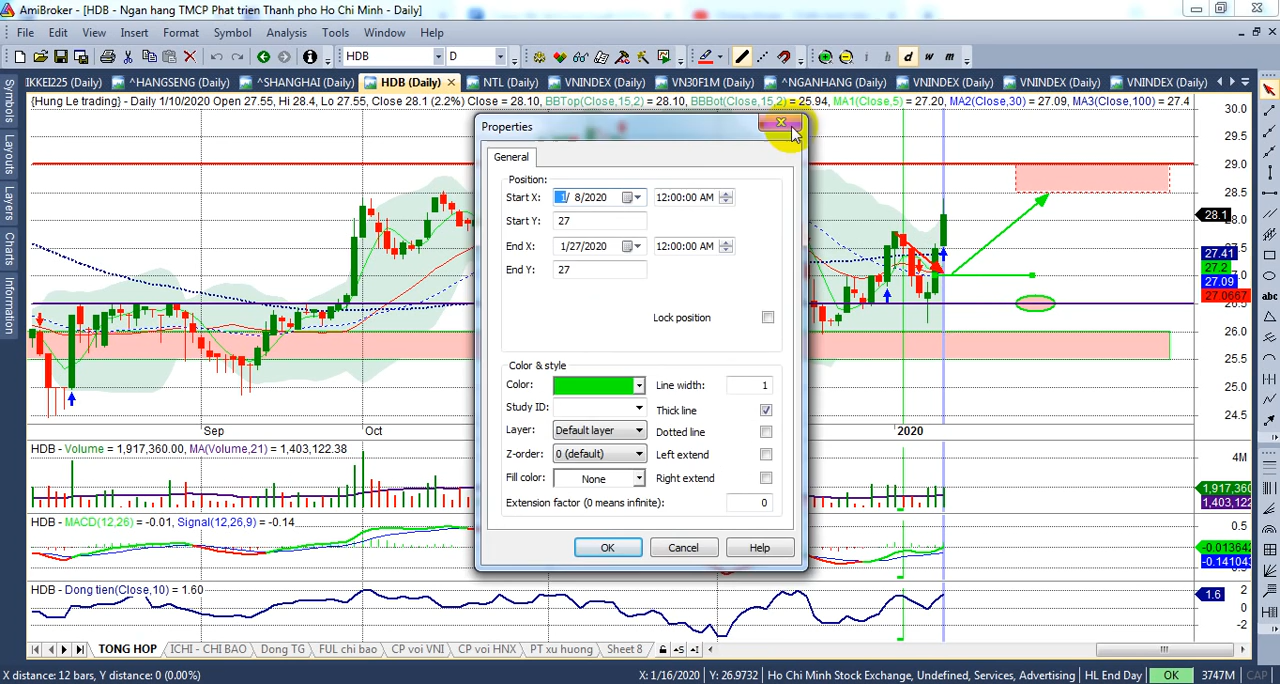 AmiBroker - [HDB - Ngan hang TMCP Phat trien Thanh pho Ho Chi Minh - Daily]
File Edit View Insert Format Symbol Analysis Tools Window Help
HDB D i h d w m
IKKEI225 (Daily) ^HANGSENG (Daily) ^SHANGHAI (Daily) HDB (Daily) NTL (Daily) VNINDEX (Daily) VN30F1M (Daily) ^NGANHANG (Daily) VNINDEX (Daily) VNINDEX (Daily) VNINDEX (Daily)
{Hung Le trading} - Daily 1/10/2020 Open 27.55, Hi 28.4, Lo 27.55, Close 28.1 (2.2%) Close = 28.10, BBTop(Close,15,2) = 28.10, BBBot(Close,15,2) = 25.94, MA1(Close,5) = 27.20, MA2(Close,30) = 27.09, MA3(Close,100) = 27.4
Symbols
Layouts
Layers
Charts
Information
30.0
29.5
29.0
28.5
28.0
27.5
27.0
26.0
25.5
25.0
24.5
28.1
27.41
27.2
27.09
27.0667
Sep Oct 2020
Properties
General
Position:
Start X: 1/ 8/2020 12:00:00 AM
Start Y: 27
End X: 1/27/2020 12:00:00 AM
End Y: 27
Lock position
Color & style
Color: Line width: 1
Study ID: Thick line
Layer: Default layer Dotted line
Z-order: 0 (default) Left extend
Fill color: None Right extend
factor (0 means infinite): 0
OK Cancel Help
HDB - Volume = 1,917,360.00, MA(Volume,21) = 1,403,122.38
4M
1,917,360
1,403,122
HDB - MACD(12,26) = -0.01, Signal(12,26,9) = -0.14
0.5
-0.013642
-0.141043
HDB - Dong tien(Close,10) = 1.60
2
1.6
0
-2
TONG HOP ICHI - CHI BAO Dong TG FUL chi bao CP voi VNI CP voi HNX PT xu huong Sheet 8
abc
X distance: 12 bars, Y distance: 0 (0.00%) X: 1/16/2020 Y: 26.9732 Ho Chi Minh Stock Exchange, Undefined, Services, Advertising HL End Day OK 3747M CAP